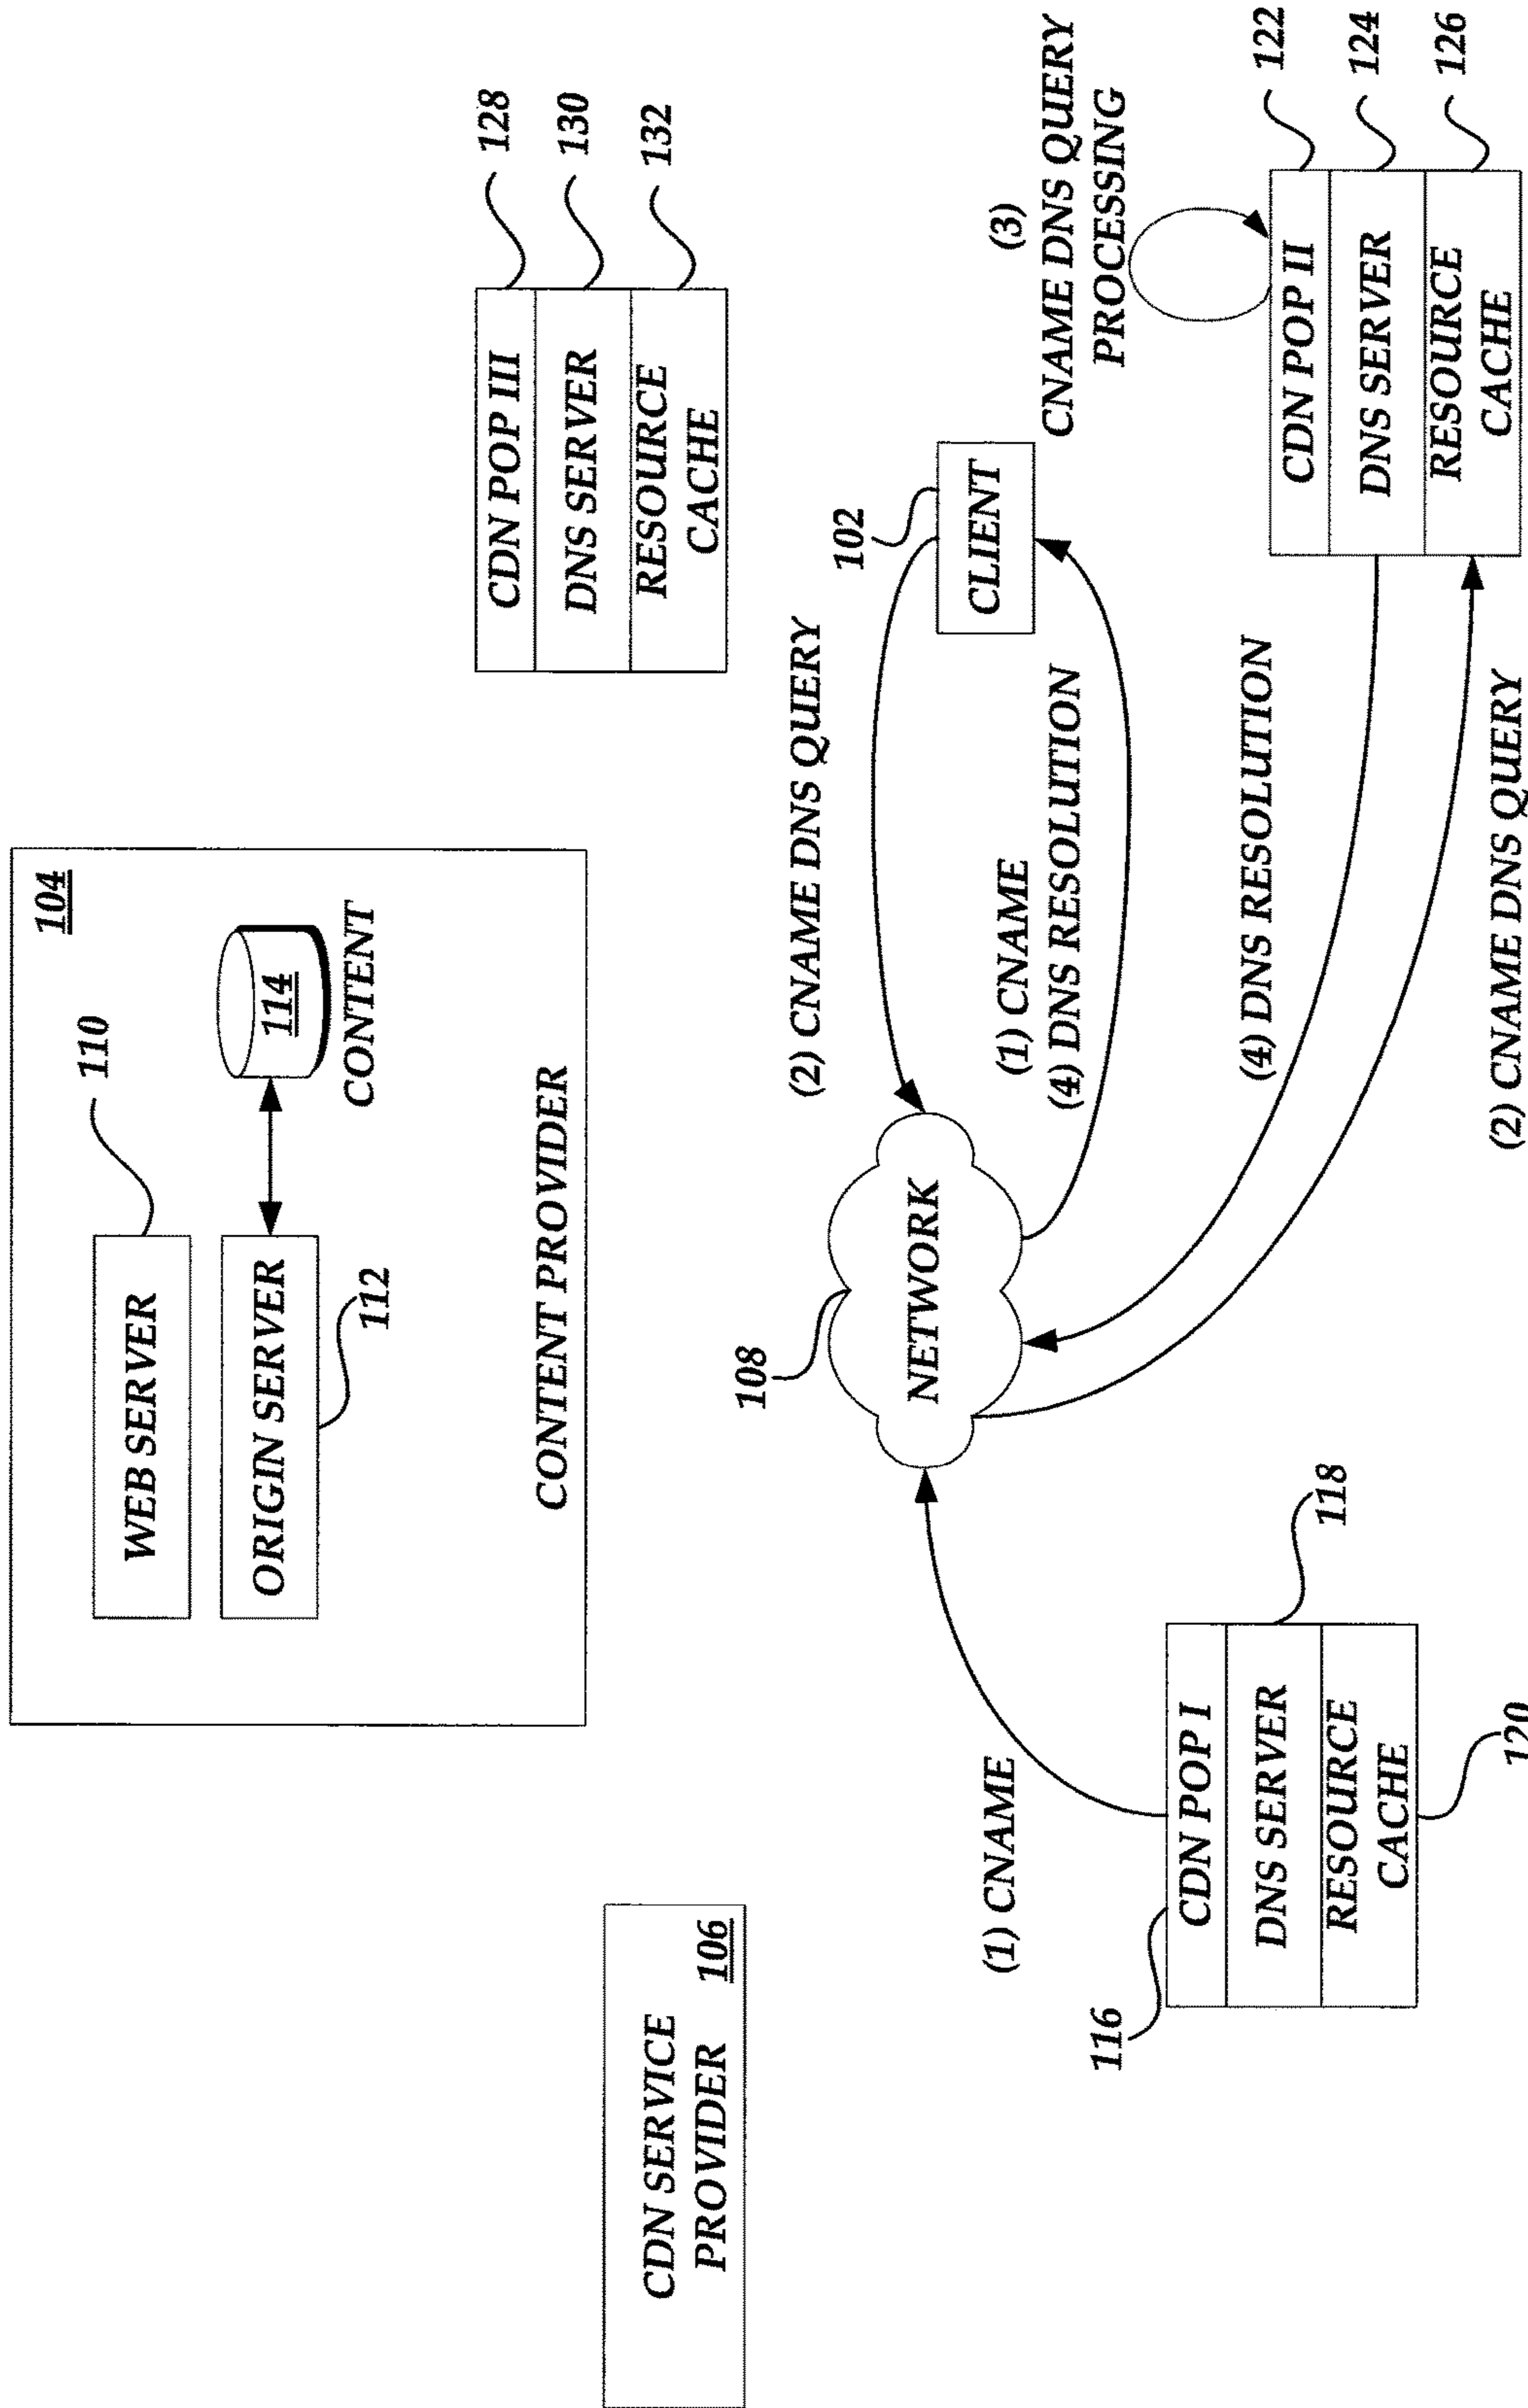 104
WEB SERVER
110
ORIGIN SERVER
112
114
CONTENT
CONTENT PROVIDER
CDN SERVICE
PROVIDER
106
CDN POP III
DNS SERVER
RESOURCE
CACHE
128
130
132
108
NETWORK
(2) CNAME DNS QUERY
102
CLIENT
(1) CNAME
(4) DNS RESOLUTION
(3)
CNAME DNS QUERY
PROCESSING
(1) CNAME
116
CDN POP I
DNS SERVER
RESOURCE
CACHE
118
120
(4) DNS RESOLUTION
(2) CNAME DNS QUERY
CDN POP II
DNS SERVER
RESOURCE
CACHE
122
124
126